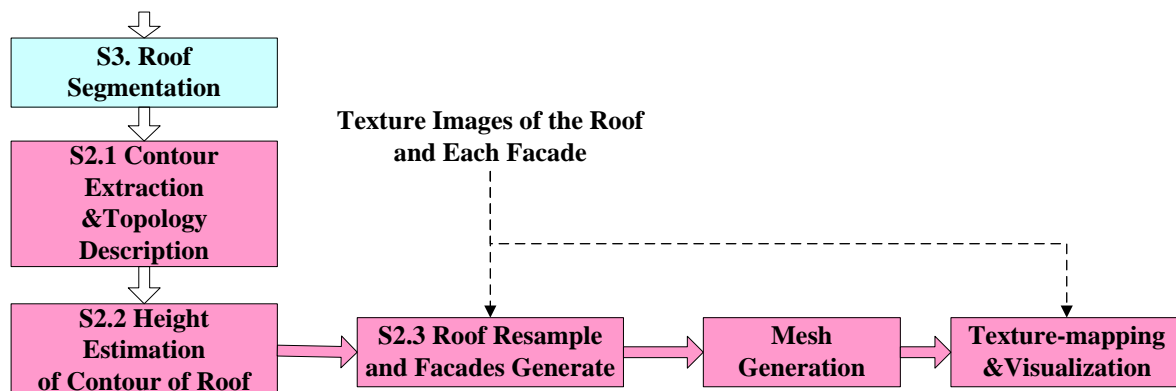 S3. Roof
Segmentation
Texture Images of the Roof
and Each Facade
S2.1 Contour
Extraction
&Topology
Description
S2.2 Height
Estimation
of Contour of Roof
S2.3 Roof Resample
and Facades Generate
Mesh
Generation
Texture-mapping
&Visualization